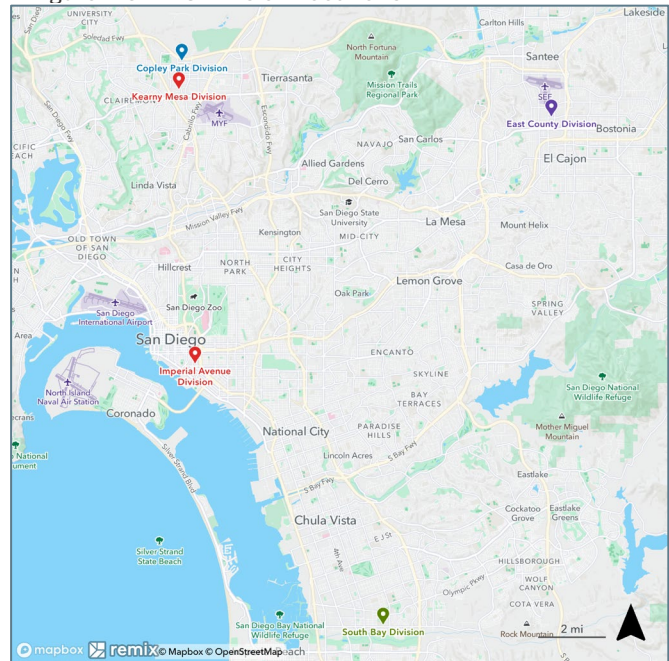 UNIVERSITY
CITY
Carlton Hills
Lakeside
Soledad Fwy
North Fortuna
Mountain
Santee
Copley Park Division
Tierrasanta
Kearny Mesa Division
Mission Trails
Regional Park
SEE
CLAIREMONT
Cabrillo Fwy
MYF
Escondido Fwy
East County Division
Bostonia
San Diego Fwy
NAVAJO
San Carlos
CIFIC
EACH
Allied Gardens
El Cajon
Del Cerro
Linda Vista
Mission Valley Fwy
San Diego State
University
La Mesa
Mount Helix
Kensington
MID-CITY
OLD TOWN
OF SAN
DIEGO
Hillcrest
NORTH
PARK
CITY
HEIGHTS
Casa de Oro
Lemon Grove
San Diego
International Airport
San Diego Zoo
Oak Park
SPRING
VALLEY
Area
San Diego
ENCANTO
Imperial Avenue
Division
SKYLINE
North Island
Naval Air Station
BAY
TERRACES
San Diego National
Wildlife Refuge
Coronado
crans
National City
PARADISE
HILLS
Mother Miguel
Mountain
National
ument
Lincoln Acres
S Bay Fwy
Silver Strand Blvd
S Bay Fwy
Eastlake
Chula Vista
Cockatoo
Grove
Eastlake
Greens
E J St
4th Ave
Silver Strand
State Beach
HILLSBOROUGH
WOLF
CANYON
Olympic Pkwy
COTA VERA
San Diego Bay National
Wildlife Refuge
South Bay Division
Rock Mountain
2 mi
mapbox remix © Mapbox © OpenStreetMap
each